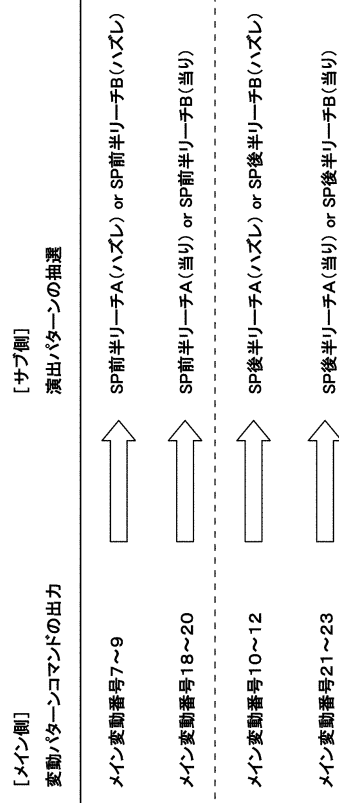 [メイン側]
変動パターンコマンドの出力
[サブ側]
演出パターンの抽選
メイン変動番号7～9
SP前半リーチA(ハズレ) or SP前半リーチB(ハズレ)
メイン変動番号18～20
SP前半リーチA(当り) or SP前半リーチB(当り)
メイン変動番号10～12
SP後半リーチA(ハズレ) or SP後半リーチB(ハズレ)
メイン変動番号21～23
SP後半リーチA(当り) or SP後半リーチB(当り)